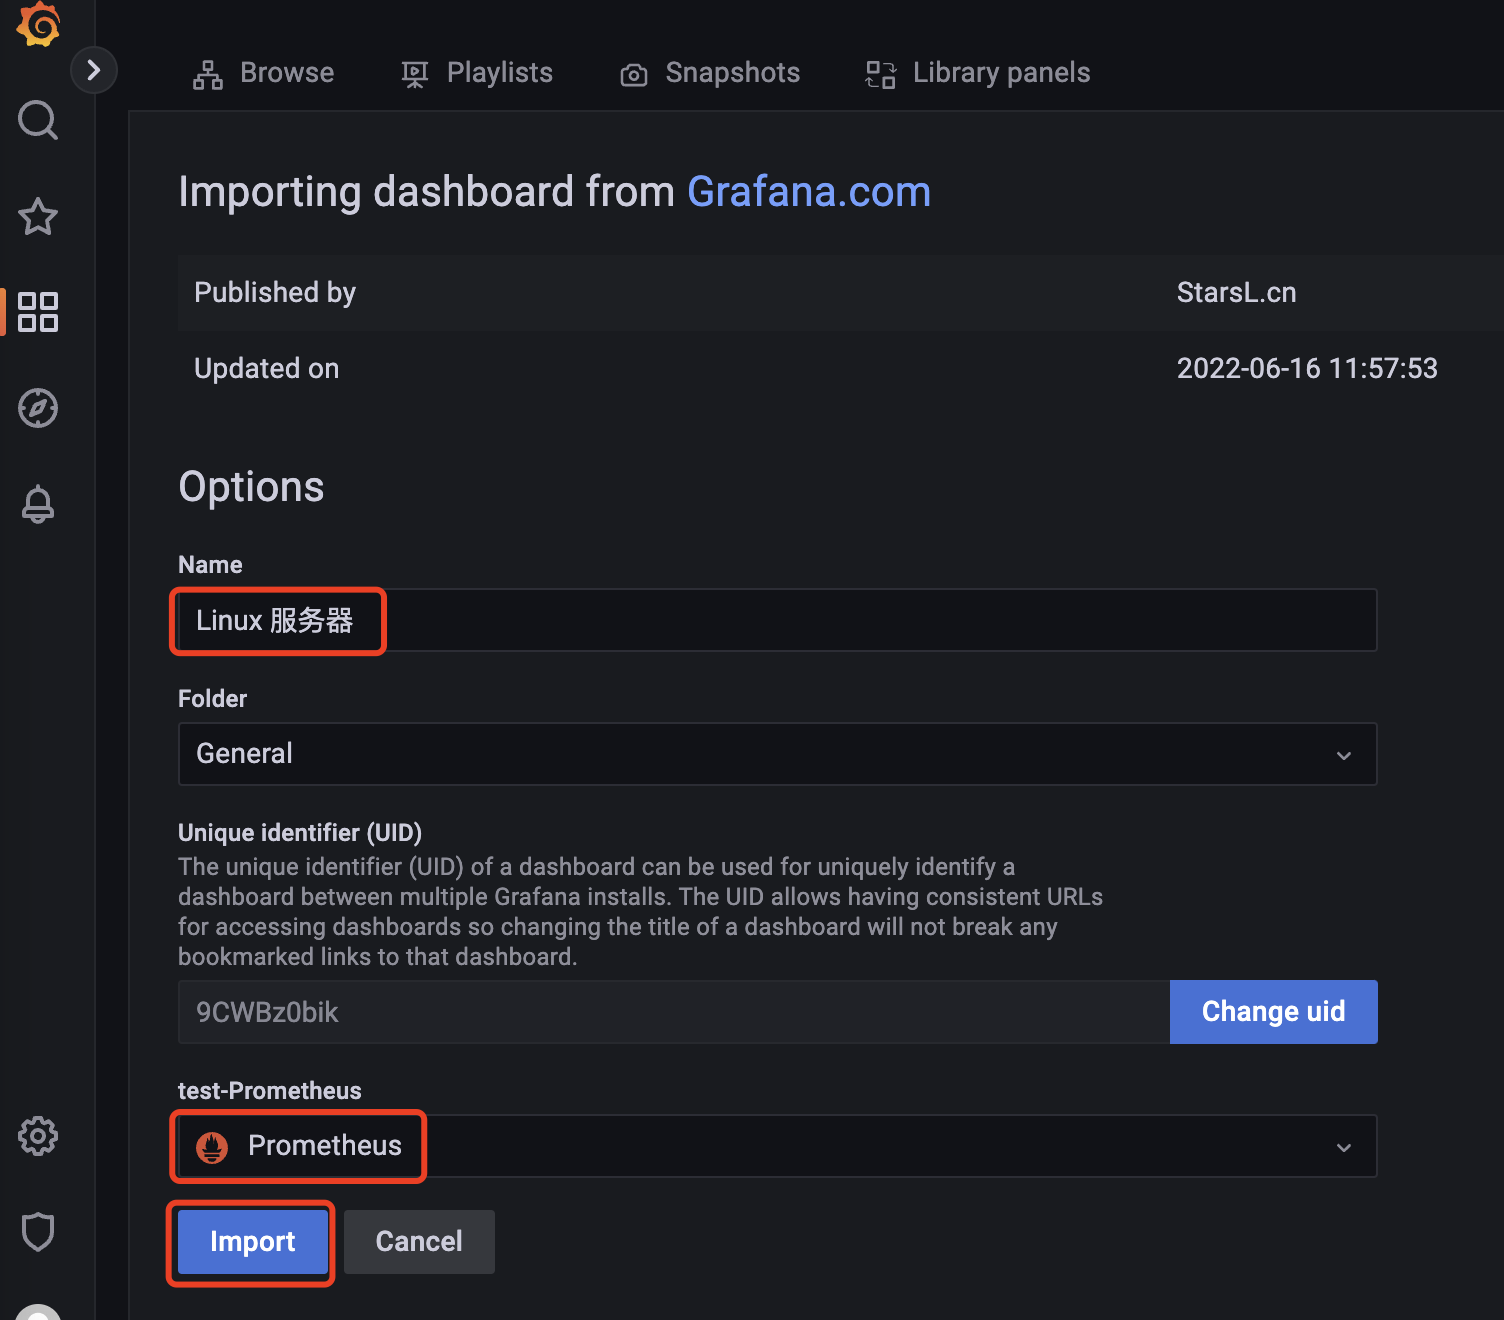 Browse
Playlists
Snapshots
Library panels
Importing dashboard from Grafana.com
Published by StarsL.cn
Updated on 2022-06-16 11:57:53
Options
Name
Linux 服务器
Folder
General
Unique identifier (UID)
The unique identifier (UID) of a dashboard can be used for uniquely identify a
dashboard between multiple Grafana installs. The UID allows having consistent URLs
for accessing dashboards so changing the title of a dashboard will not break any
bookmarked links to that dashboard.
9CWBz0bik
Change uid
test-Prometheus
Prometheus
Import
Cancel